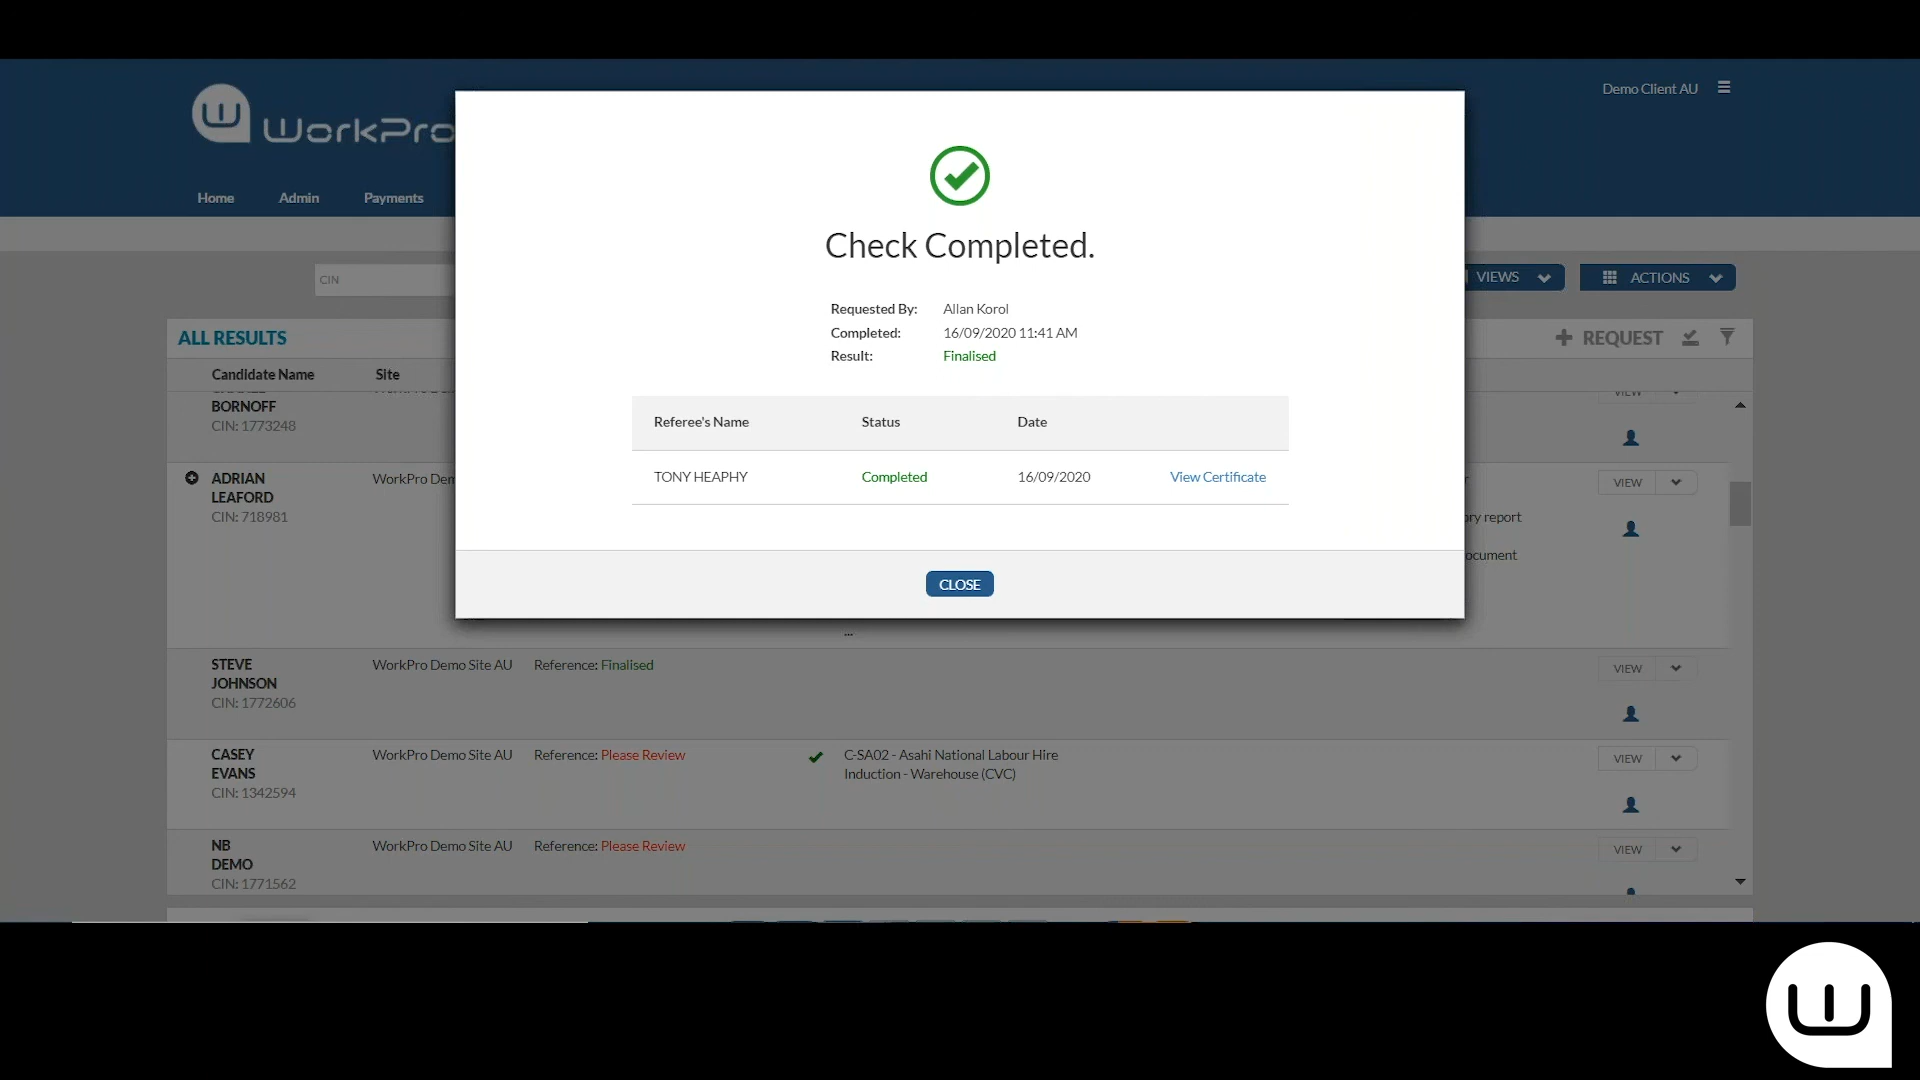 Demo Client AU
WorkPro
Home Admin Payments
Check Completed.
CIN
VIEWS ACTIONS
Requested By: Allan Korol
Completed: 16/09/2020 11:41 AM
Result: Finalised
ALL RESULTS
REQUEST
Candidate Name Site
Referee's Name Status Date
TONY HEAPHY Completed 16/09/2020 View Certificate
CLOSE
BORNOFF
CIN: 1773248
VIEW
ADRIAN WorkPro Dem
LEAFORD
CIN: 718981
VIEW
ory report
ocument
...
STEVE WorkPro Demo Site AU Reference: Finalised VIEW
JOHNSON
CIN: 1772606
CASEY WorkPro Demo Site AU Reference: Please Review C-SA02 - Asahi National Labour Hire VIEW
EVANS Induction - Warehouse (CVC)
CIN: 1342594
NB WorkPro Demo Site AU Reference: Please Review VIEW
DEMO
CIN: 1771562